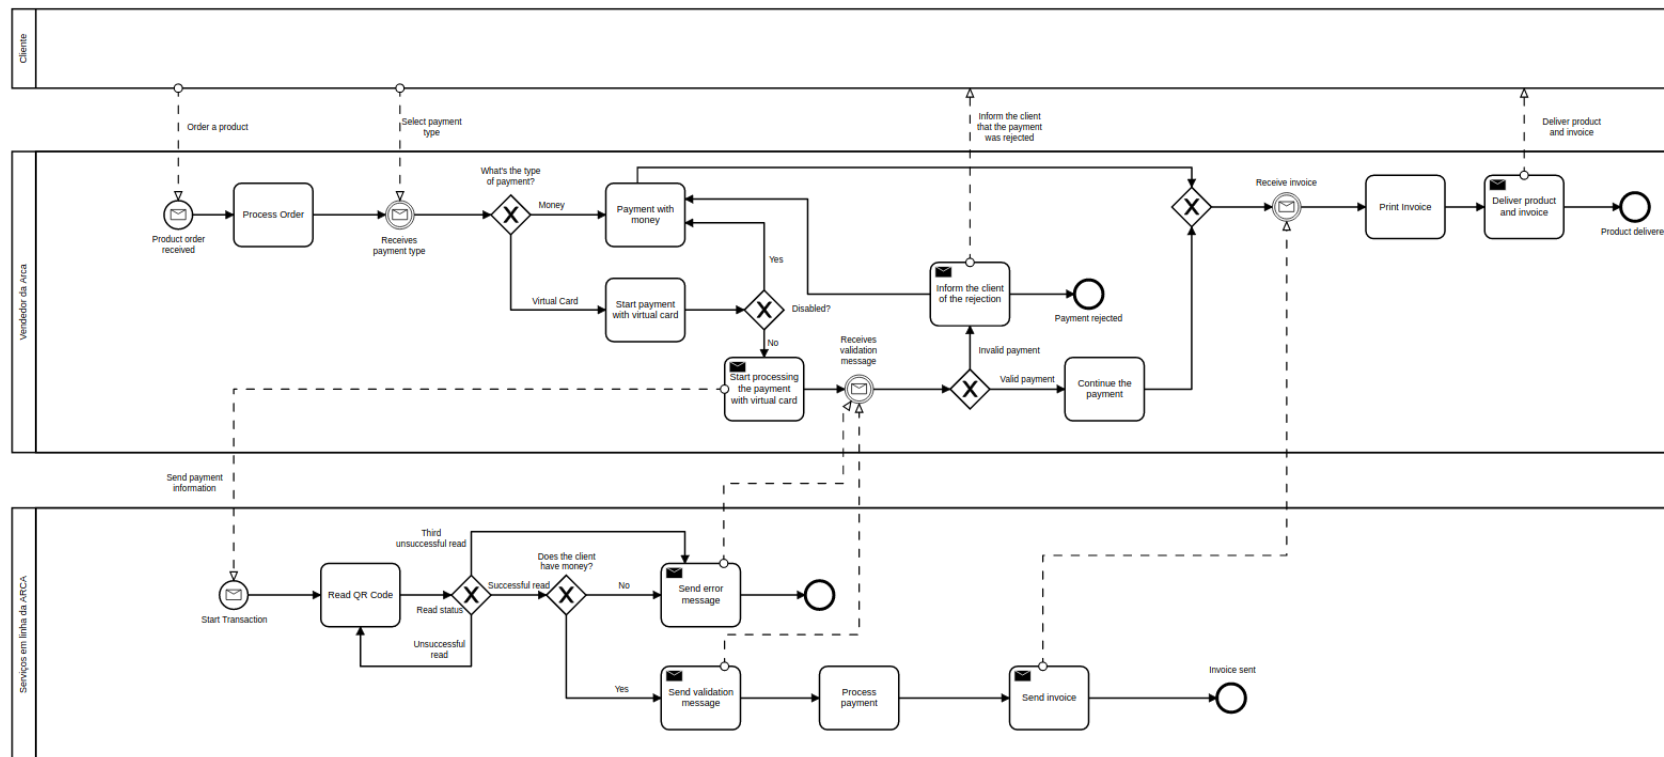 Cliente
Order a product
Select payment
type
Inform the client
that the payment
was rejected
Deliver product
and invoice
Vendedor da Arca
Product order
received
Process Order
Receives
payment type
What's the type
of payment?
Money
Virtual Card
Payment with
money
Start payment
with virtual card
Yes
Disabled?
No
Start processing
the payment
with virtual card
Receives
validation
message
Inform the client
of the rejection
Payment rejected
Invalid payment
Valid payment
Continue the
payment
Receive invoice
Print Invoice
Deliver product
and invoice
Product delivere
Send payment
information
Serviços em linha da ARCA
Start Transaction
Read QR Code
Read status
Third
unsuccessful read
Successful read
Unsuccessful
read
Does the client
have money?
No
Yes
Send error
message
Send validation
message
Process
payment
Send invoice
Invoice sent